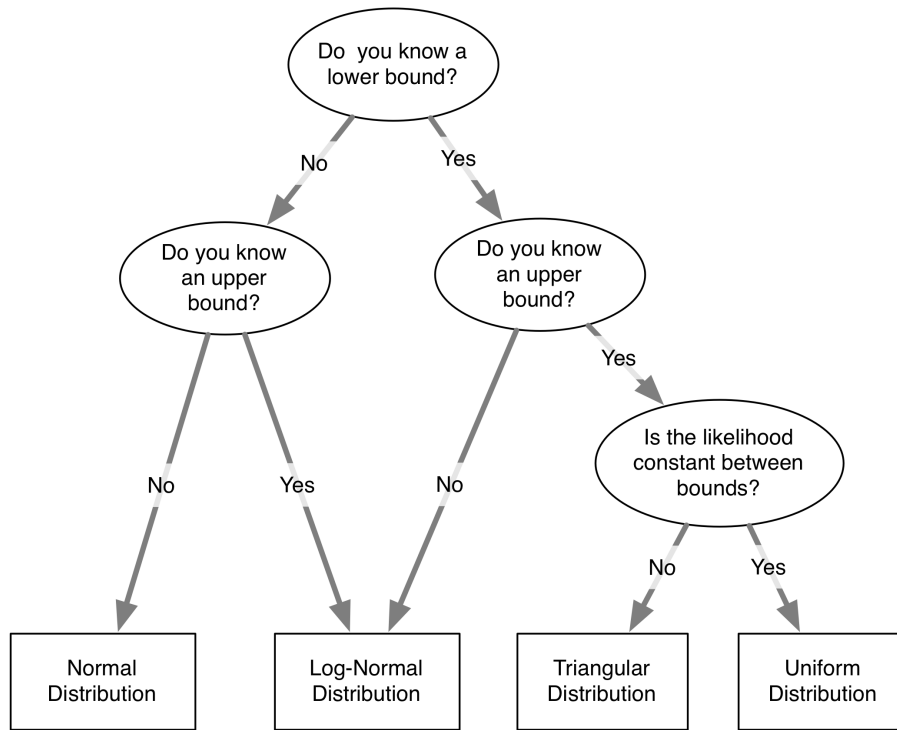 Do you know a
lower bound?
No
Yes
Do you know
an upper
bound?
Do you know
an upper
bound?
Yes
Is the likelihood
constant between
bounds?
No
Yes
No
No
Yes
Normal
Distribution
Log-Normal
Distribution
Triangular
Distribution
Uniform
Distribution